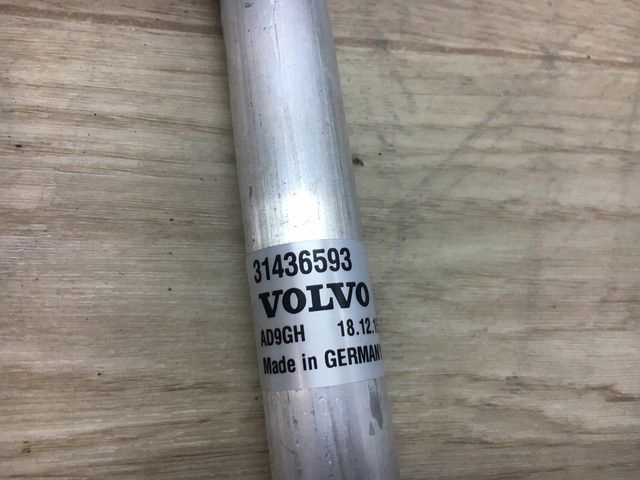 31436593
VOLVO
AD9GH
Made in GERMANY